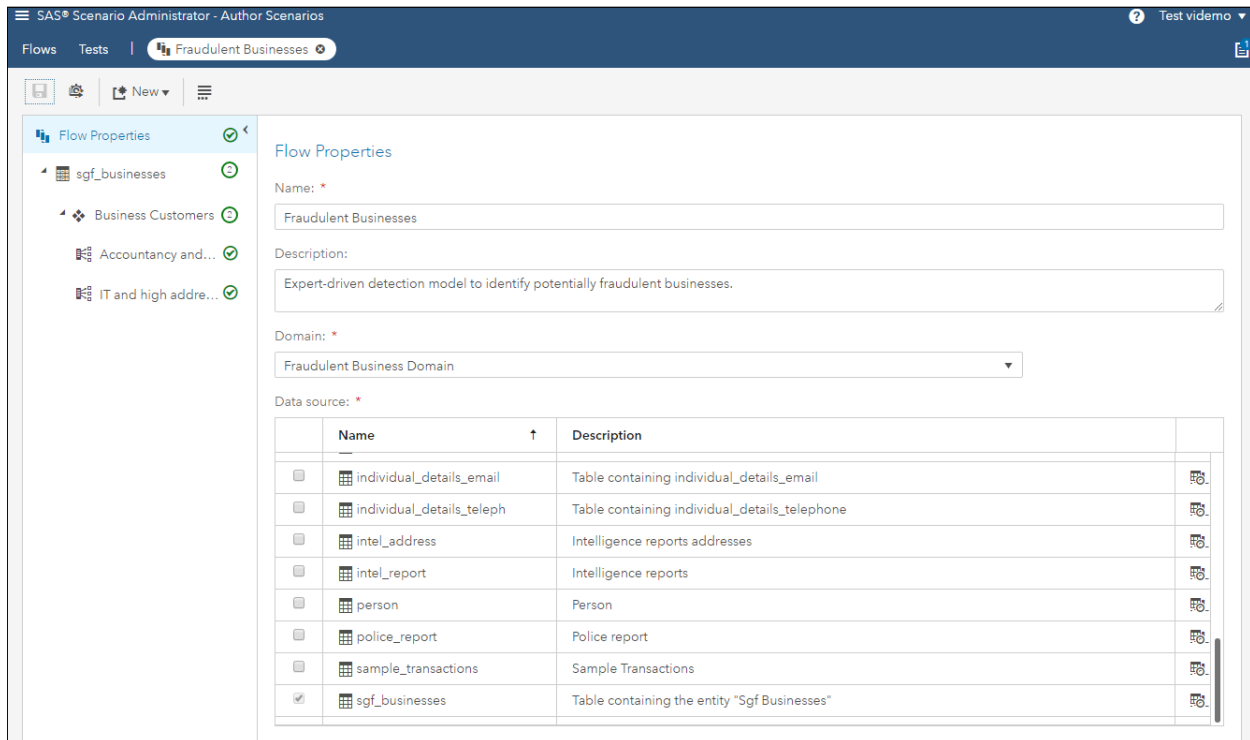 SAS® Scenario Administrator - Author Scenarios
? Test videmo
Flows Tests Fraudulent Businesses
1
New
Flow Properties
sgf_businesses 2
Business Customers 2
Accountancy and...
IT and high addre...
Flow Properties
Name: *
Fraudulent Businesses
Description:
Expert-driven detection model to identify potentially fraudulent businesses.
Domain: *
Fraudulent Business Domain
Data source: *
Name ↑ Description
individual_details_email Table containing individual_details_email
individual_details_teleph Table containing individual_details_telephone
intel_address Intelligence reports addresses
intel_report Intelligence reports
person Person
police_report Police report
sample_transactions Sample Transactions
sgf_businesses Table containing the entity "Sgf Businesses"